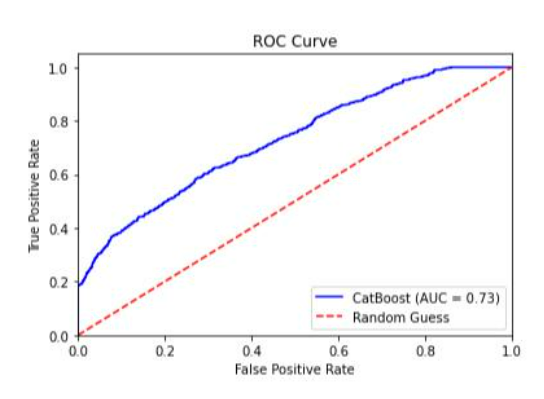 ROC Curve
True Positive Rate
1.0
0.8
0.6
0.4
0.2
0.0
CatBoost (AUC = 0.73)
Random Guess
0.0 0.2 0.4 0.6 0.8 1.0
False Positive Rate